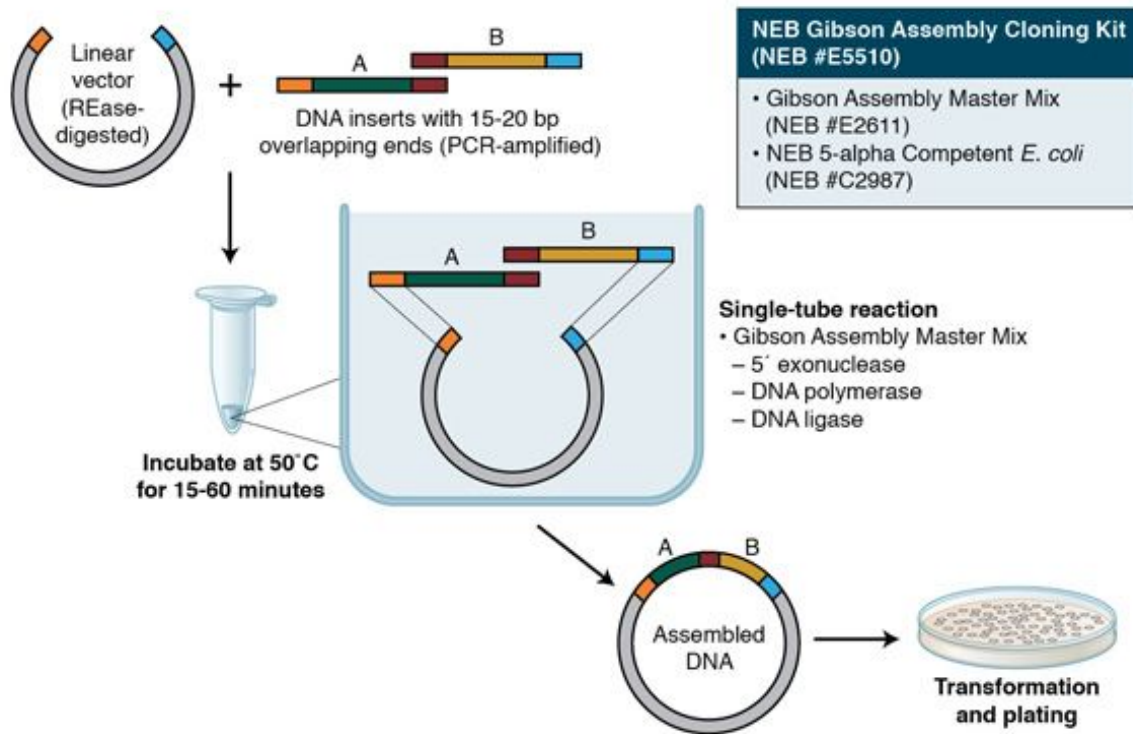 Linear
vector
(REase-
digested)
+
A
B
DNA inserts with 15-20 bp
overlapping ends (PCR-amplified)
NEB Gibson Assembly Cloning Kit
(NEB #E5510)
• Gibson Assembly Master Mix
(NEB #E2611)
• NEB 5-alpha Competent E. coli
(NEB #C2987)
A
B
Incubate at 50˚C
for 15-60 minutes
Single-tube reaction
• Gibson Assembly Master Mix
– 5´ exonuclease
– DNA polymerase
– DNA ligase
A
B
Assembled
DNA
Transformation
and plating